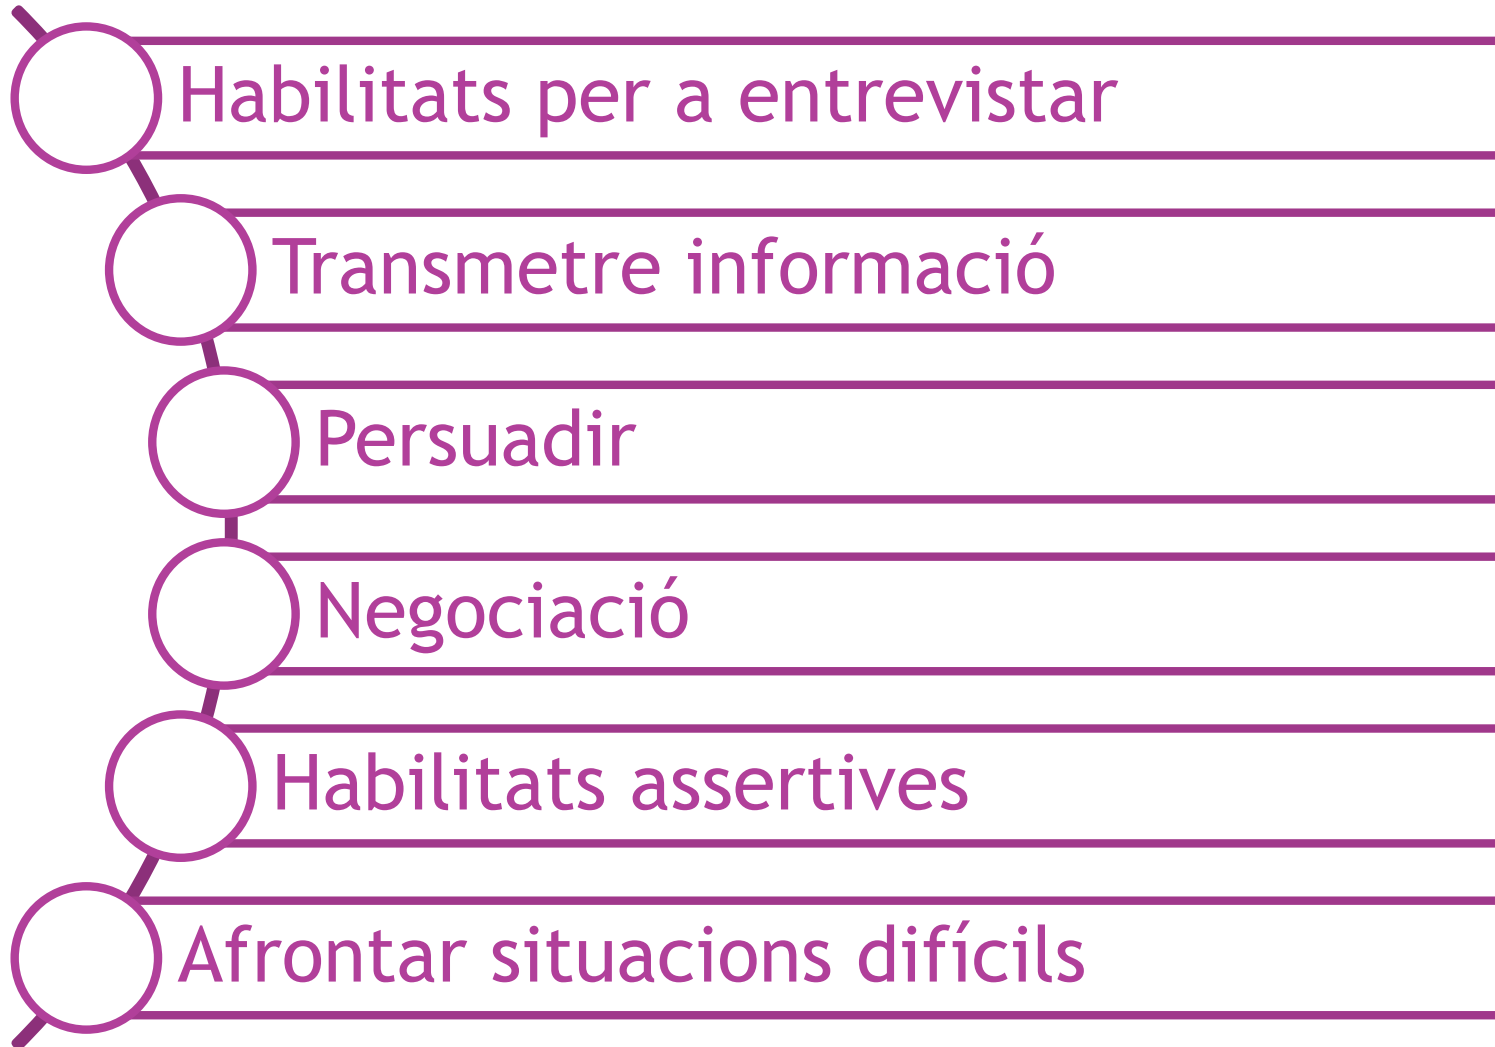 Habilitats per a entrevistar
Transmetre informació
Persuadir
Negociació
Habilitats assertives
Afrontar situacions difícils